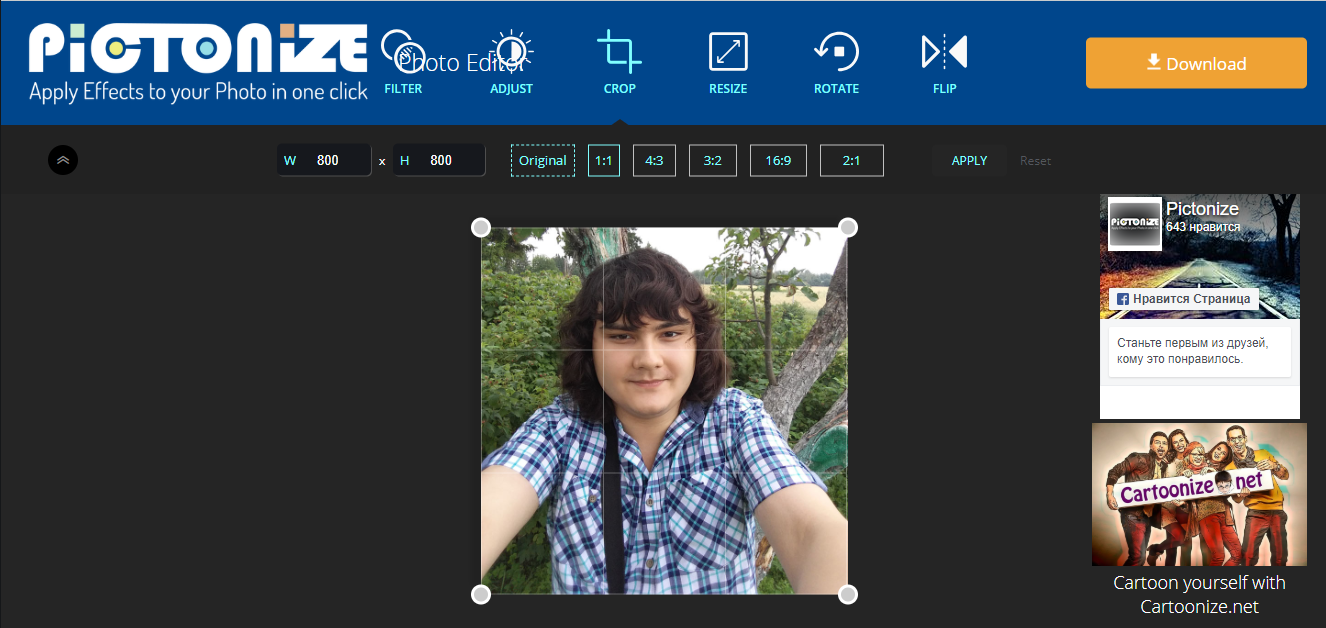 PiCTONiZE
Apply Effects to your Photo in one click
Photo Editor
FILTER
ADJUST
CROP
RESIZE
ROTATE
FLIP
Download
W 800 x H 800
Original
1:1
4:3
3:2
16:9
2:1
APPLY
Reset
PiCTONiZE
Pictonize
643 нравится
Нравится Страница
Станьте первым из друзей,
кому это понравилось.
Cartoonize net
Cartoon yourself with
Cartoonize.net